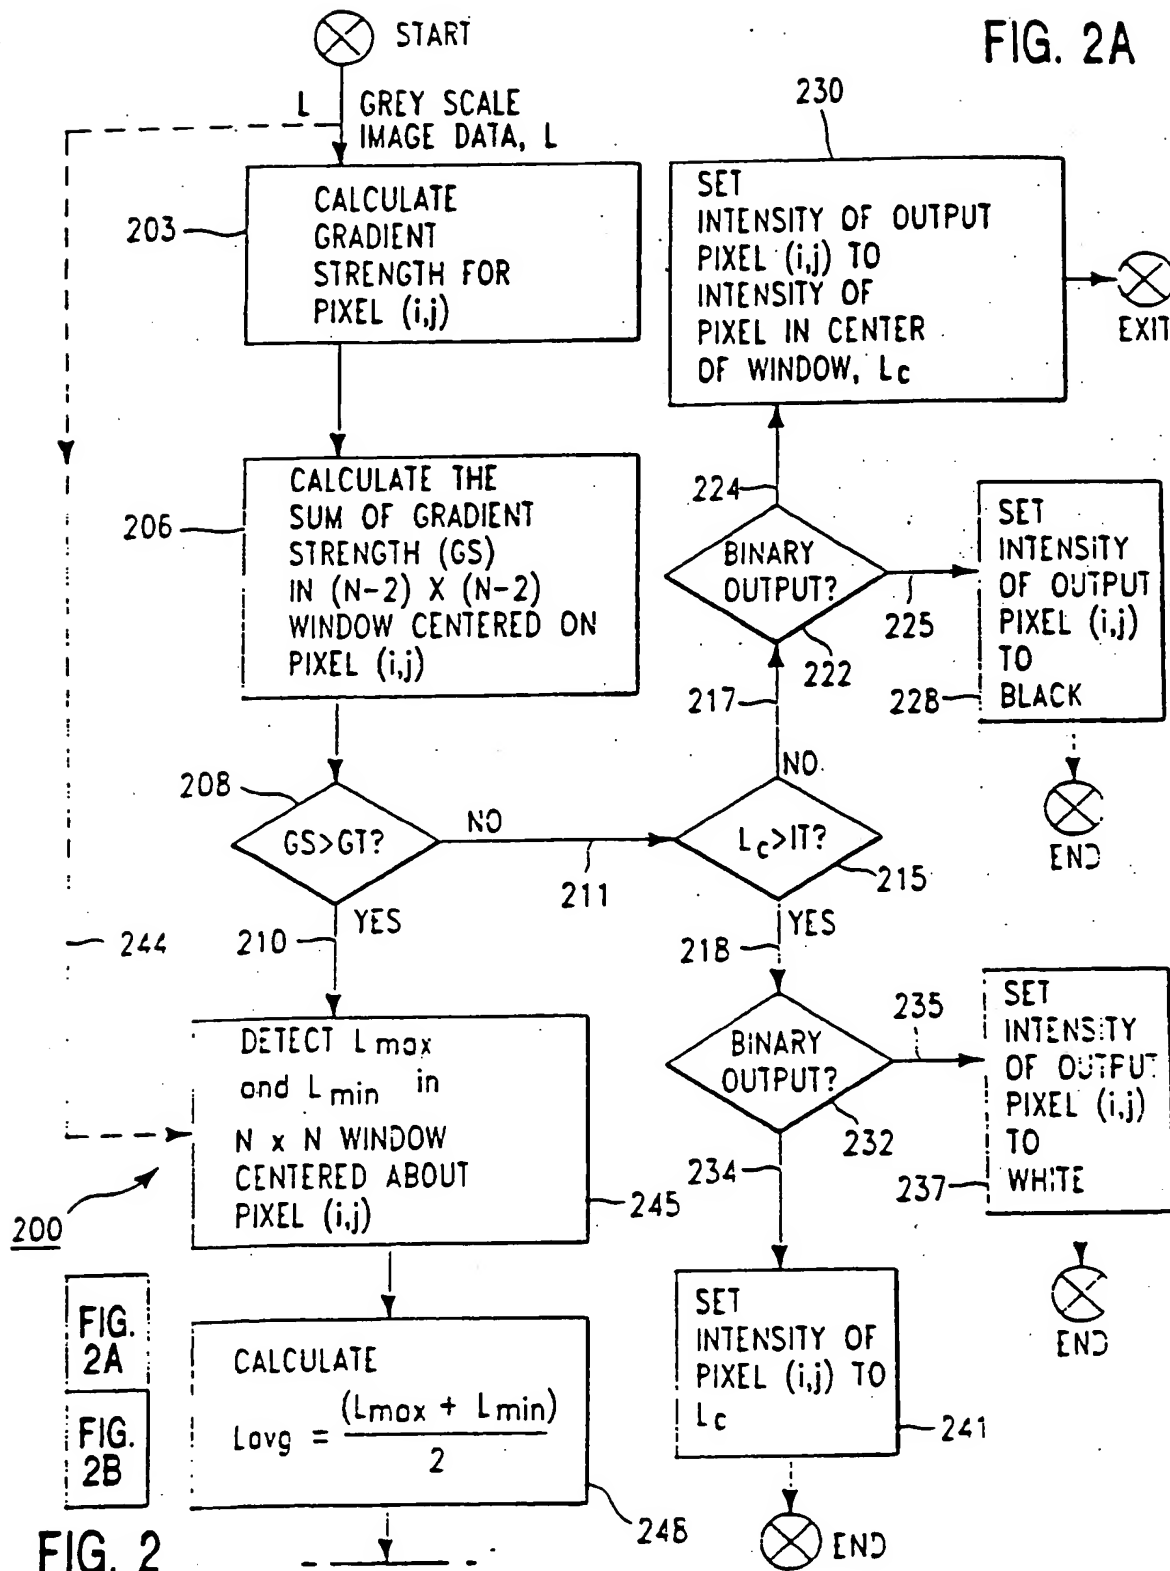 FIG. 2A
START
L
GREY SCALE
IMAGE DATA, L
203
CALCULATE
GRADIENT
STRENGTH FOR
PIXEL (i,j)
206
CALCULATE THE
SUM OF GRADIENT
STRENGTH (GS)
IN (N-2) X (N-2)
WINDOW CENTERED ON
PIXEL (i,j)
208
GS>GT?
NO
211
YES
210
244
DETECT Lmax
and Lmin in
N x N WINDOW
CENTERED ABOUT
PIXEL (i,j)
245
200
CALCULATE
Lavg = (Lmax + Lmin)
2
248
FIG.
2A
FIG.
2B
FIG. 2
230
SET
INTENSITY OF OUTPUT
PIXEL (i,j) TO
INTENSITY OF
PIXEL IN CENTER
OF WINDOW, Lc
EXIT
224
BINARY
OUTPUT?
222
225
SET
INTENSITY
OF OUTPUT
PIXEL (i,j)
TO
BLACK
228
END
217
NO
Lc>IT?
215
YES
218
BINARY
OUTPUT?
232
235
SET
INTENSITY
OF OUTPUT
PIXEL (i,j)
TO
WHITE
237
END
234
SET
INTENSITY OF
PIXEL (i,j) TO
Lc
241
END